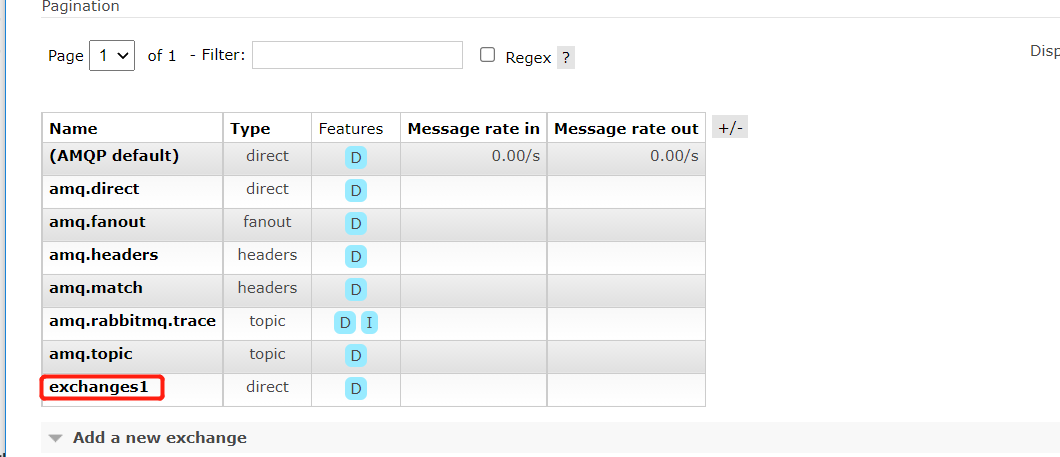 Pagination
Page 1 of 1 - Filter: Regex ?
Disp
Name Type Features Message rate in Message rate out +/-
(AMQP default) direct D 0.00/s 0.00/s
amq.direct direct D
amq.fanout fanout D
amq.headers headers D
amq.match headers D
amq.rabbitmq.trace topic D I
amq.topic topic D
exchanges1 direct D
Add a new exchange